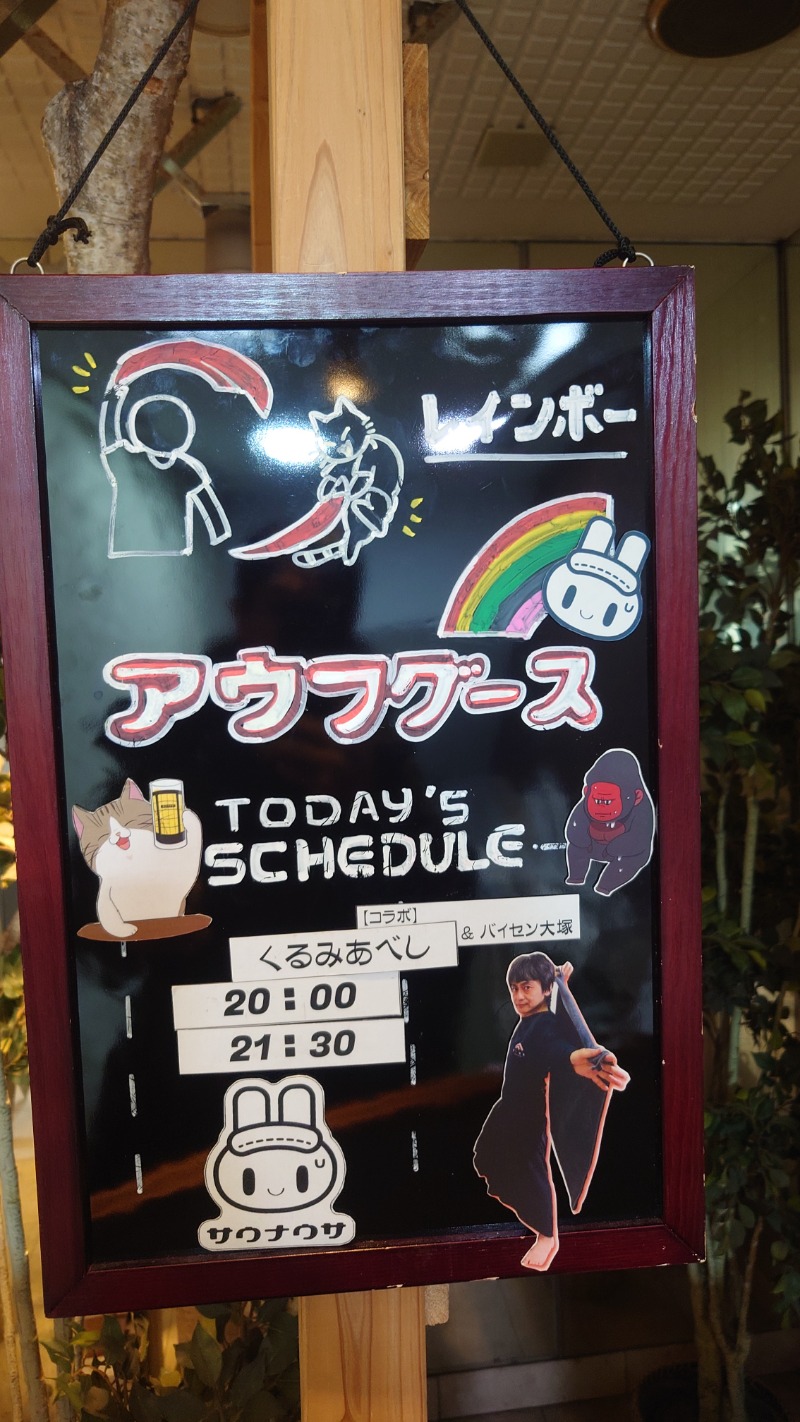 レインボー
アウフグース
TODAY'S
SCHEDULE
【コラボ】
くるみあべし
& バイセン大塚
20:00
21:30
サウナウサ